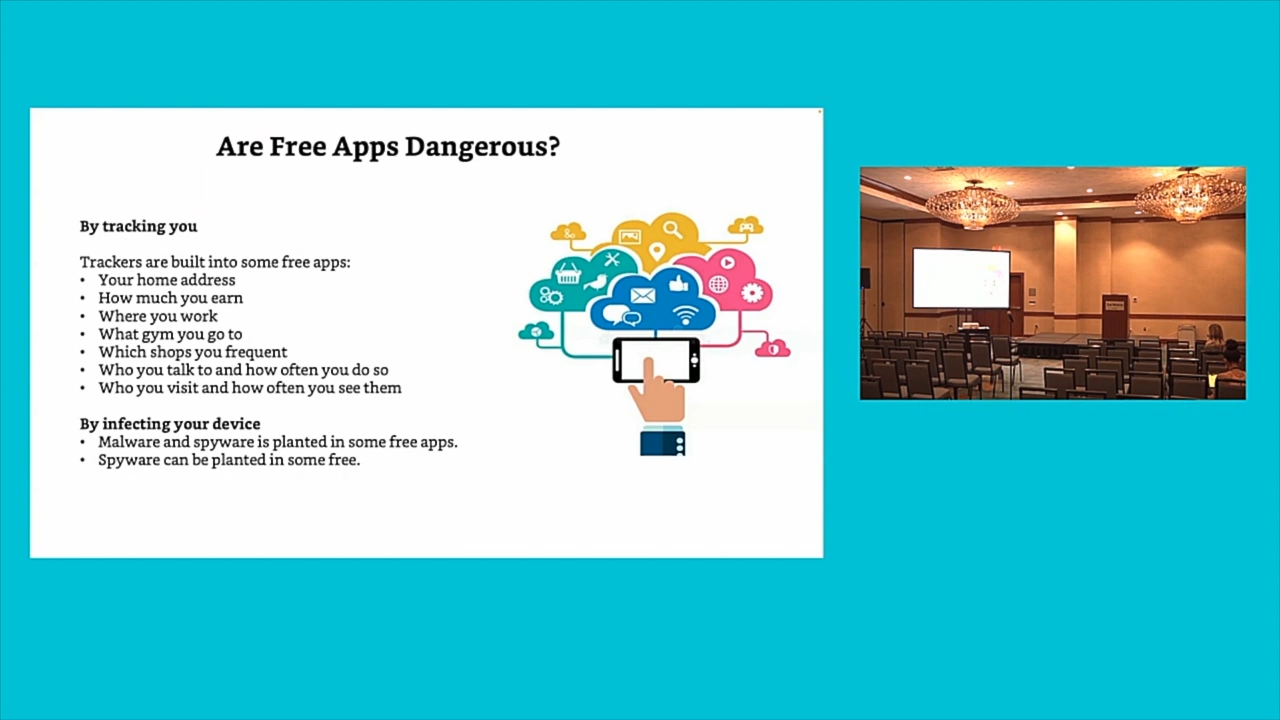 Are Free Apps Dangerous?
By tracking you
Trackers are built into some free apps:
• Your home address
• How much you earn
• Where you work
• What gym you go to
• Which shops you frequent
• Who you talk to and how often you do so
• Who you visit and how often you see them
By infecting your device
• Malware and spyware is planted in some free apps.
• Spyware can be planted in some free.